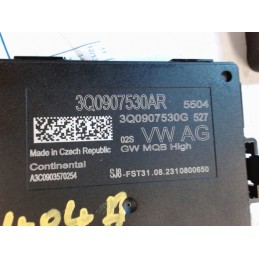 3Q0907530AR 5504
3Q0907530G 527
02S VW AG
GW MQB High
Made in Czech Republic
Continental
A3C0903570254
SJ8-FST31.08.2310800650